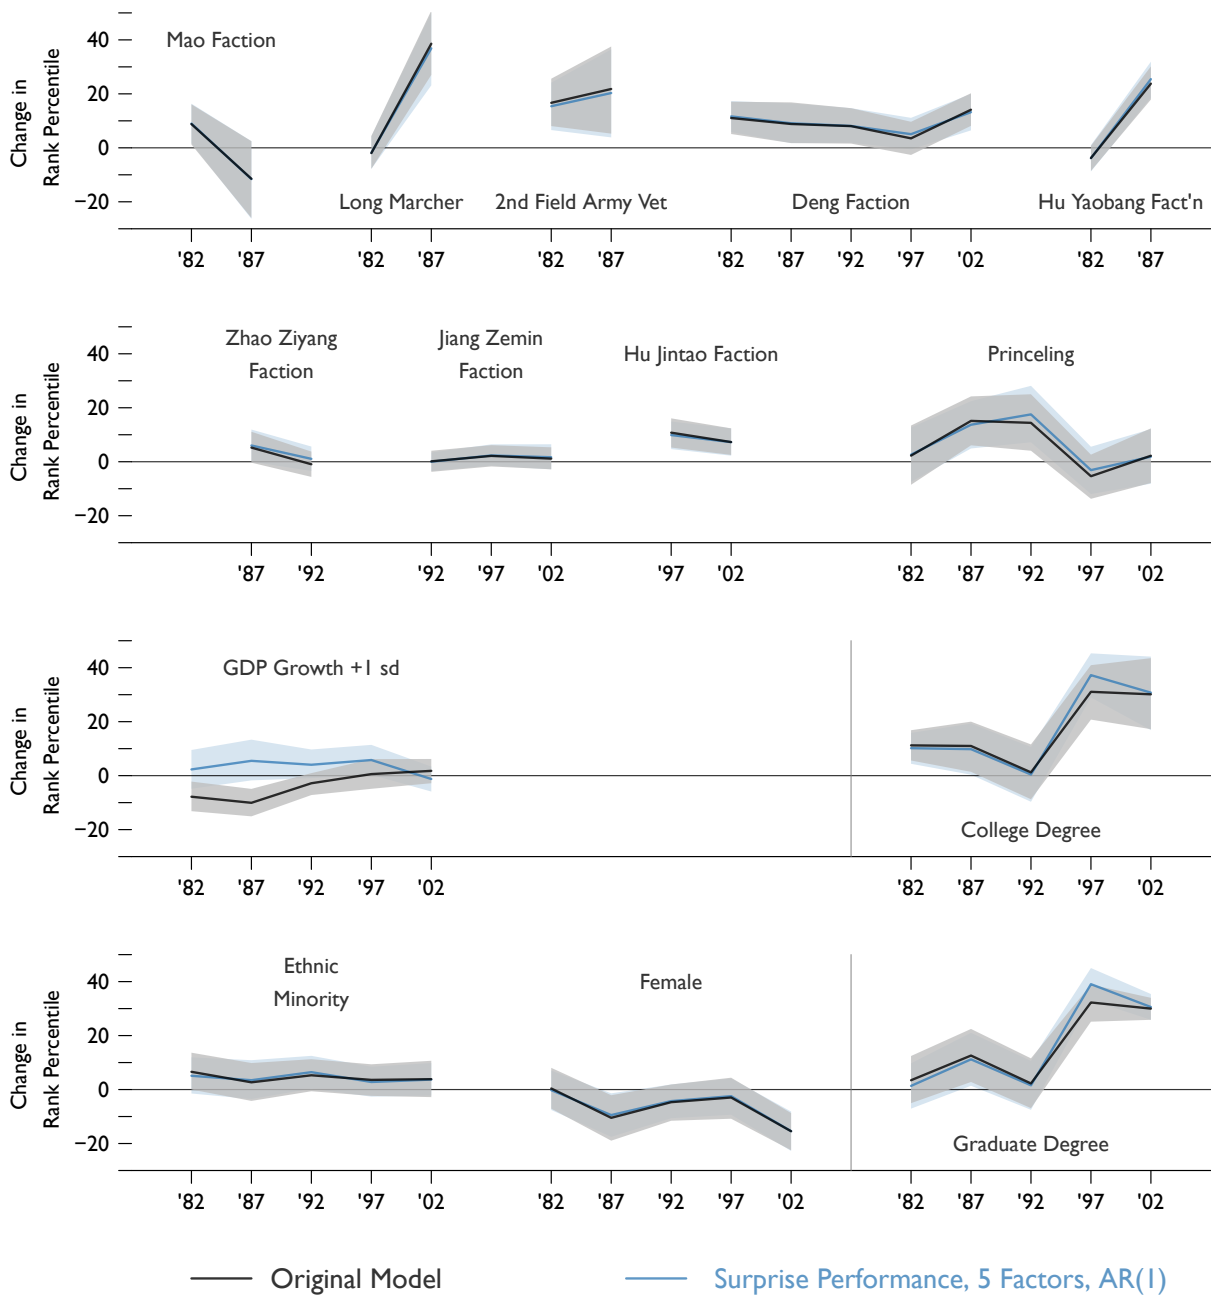 Change in
Rank Percentile
40
20
0
−20
Mao Faction
Long Marcher
2nd Field Army Vet
Deng Faction
Hu Yaobang Fact'n
'82 '87 '82 '87 '82 '87 '82 '87 '92 '97 '02 '82 '87
Change in
Rank Percentile
40
20
0
−20
Zhao Ziyang
Faction
Jiang Zemin
Faction
Hu Jintao Faction
Princeling
'87 '92 '92 '97 '02 '97 '02 '82 '87 '92 '97 '02
Change in
Rank Percentile
40
20
0
−20
GDP Growth +1 sd
College Degree
'82 '87 '92 '97 '02 '82 '87 '92 '97 '02
Change in
Rank Percentile
40
20
0
−20
Ethnic
Minority
Female
Graduate Degree
'82 '87 '92 '97 '02 '82 '87 '92 '97 '02 '82 '87 '92 '97 '02
Original Model
Surprise Performance, 5 Factors, AR(1)